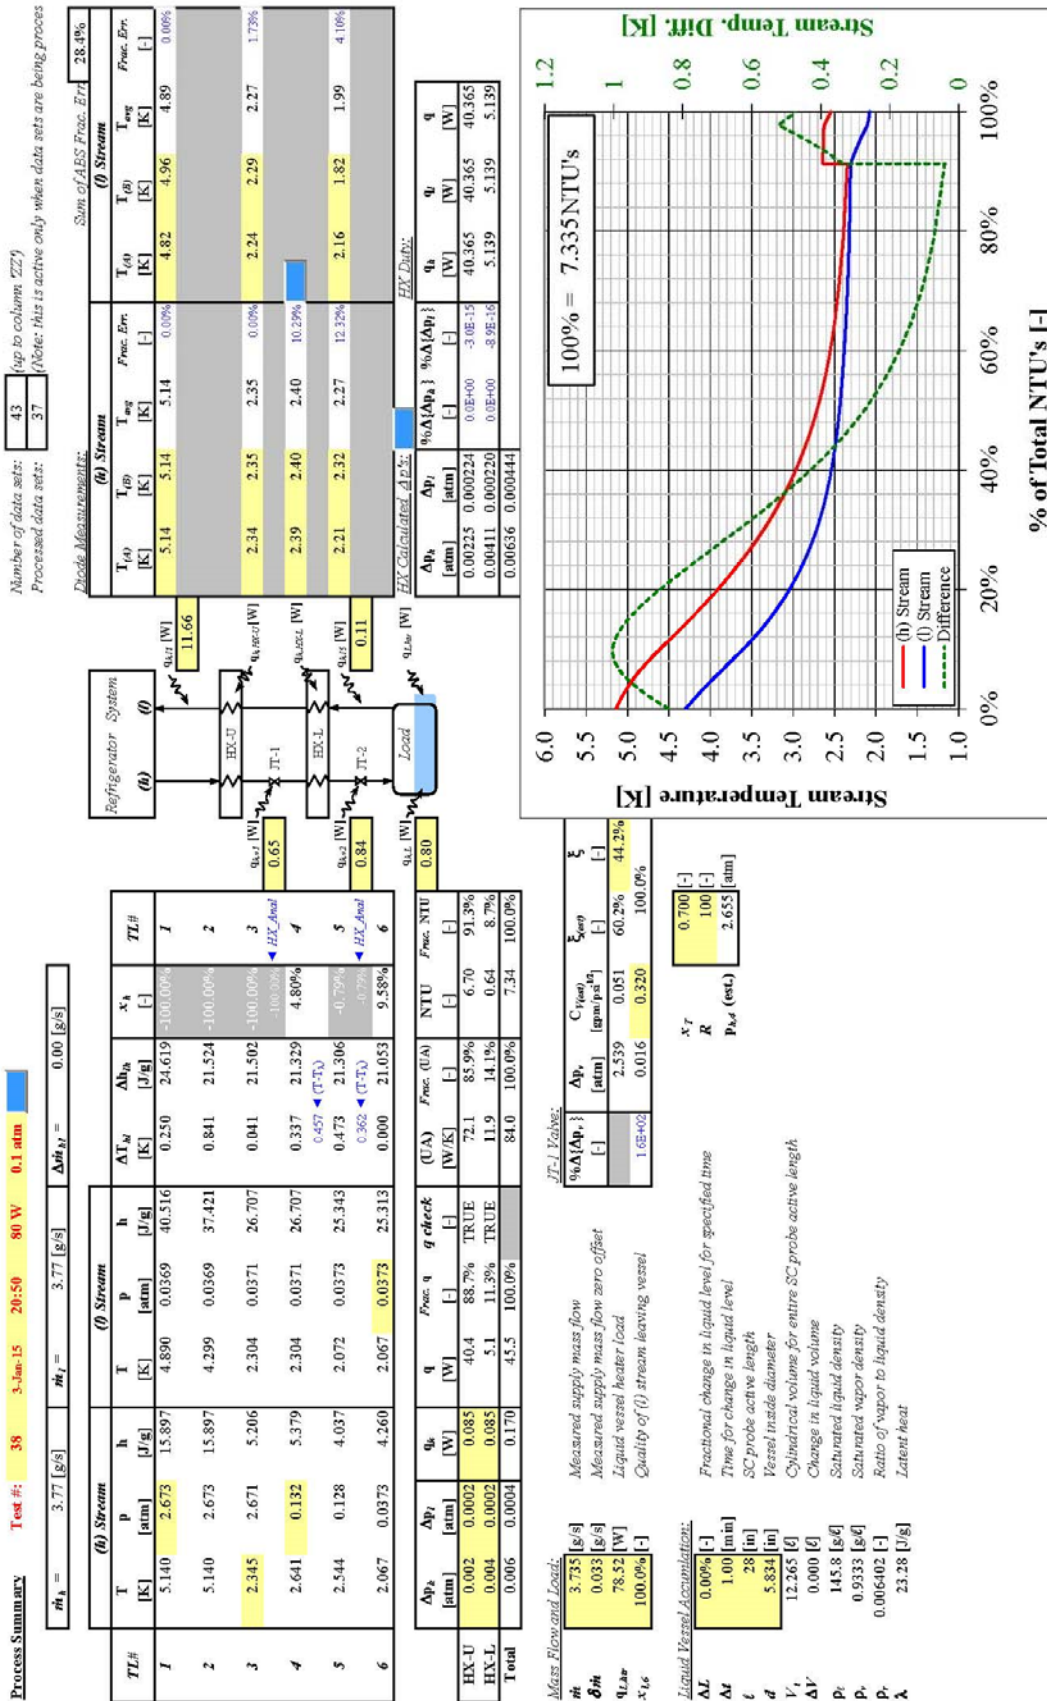 Process Summary Test #: 38 3-Jan-15 20:50 80 W 0.1 atm
ṁh = 3.77 [g/s] ṁl = 3.77 [g/s] Δṁhl = 0.00 [g/s]
(h) Stream (l) Stream
TL# T p h T p h ΔThl Δhlh xh TL#
[K] [atm] [J/g] [K] [atm] [J/g] [K] [J/g] [-]
1 5.140 2.673 15.897 4.890 0.0369 40.516 0.250 24.619 -100.00% 1
2 5.140 2.673 15.897 4.299 0.0369 37.421 0.841 21.524 -100.00% 2
3 2.345 2.671 5.206 2.304 0.0371 26.707 0.041 21.502 -100.00% 3
-100.00% ◄ HX_Anal
4 2.641 0.132 5.379 2.304 0.0371 26.707 0.337 21.329 4.80% 4
0.457 ◄ (T-Tλ)
5 2.544 0.128 4.037 2.072 0.0373 25.343 0.473 21.306 -0.79% 5
0.362 ◄ (T-Tλ) -0.79% ◄ HX_Anal
6 2.067 0.0373 4.260 2.067 0.0373 25.313 0.000 21.053 9.58% 6
Δph Δpl qk q Frac. q q check (UA) Frac. (UA) NTU Frac. NTU
[atm] [atm] [W] [W] [-] [-] [W/K] [-] [-] [-]
HX-U 0.002 0.0002 0.085 40.4 88.7% TRUE 72.1 85.9% 6.70 91.3%
HX-L 0.004 0.0002 0.085 5.1 11.3% TRUE 11.9 14.1% 0.64 8.7%
Total 0.006 0.0004 0.170 45.5 100.0% 84.0 100.0% 7.34 100.0%
Mass Flow and Load:
ṁ 3.735 [g/s] Measured supply mass flow
δṁ 0.033 [g/s] Measured supply mass flow zero offset
qL,htr 78.52 [W] Liquid vessel heater load
xl,6 100.0% [-] Quality of (l) stream leaving vessel
Liquid Vessel Accumlation:
ΔL 0.00% [-] Fractional change in liquid level for specified time
Δt 1.00 [min] Time for change in liquid level
ℓ 28 [in] SC probe active length
d 5.834 [in] Vessel inside diameter
Vt 12.265 [ℓ] Cylindrical volume for entire SC probe active length
ΔV 0.000 [ℓ] Change in liquid volume
ρℓ 145.8 [g/ℓ] Saturated liquid density
ρv 0.9333 [g/ℓ] Saturated vapor density
ρr 0.006402 [-] Ratio of vapor to liquid density
λ 23.28 [J/g] Latent heat
JT-1 Valve:
%Δ{Δpv} Δpv CV(est) ξv(est) ξ
[-] [atm] [gpm/psi^1/2] [-] [-]
2.539 0.051 60.2% 44.2%
1.6E+02 0.016 0.320 100.0%
xT 0.700 [-]
R 100 [-]
ph,4 (est.) 2.655 [atm]
Refrigerator System
(h) (l)
HX-U
JT-1
HX-L
JT-2
Load
qk,l1 [W]
11.66
qk,HX-U [W]
qk,v1 [W]
0.65
qk,HX-L [W]
qk,v2 [W]
0.84
qk,l5 [W]
0.11
qk,L [W]
0.80
qL,htr [W]
Number of data sets: 43 (up to column 'ZZ')
Processed data sets: 37 (Note: this is active only when data sets are being proces
Diode Measurements: Sum of ABS Frac. Err. 28.4%
(h) Stream (l) Stream
T(A) T(B) Tavg Frac. Err. T(A) T(B) Tavg Frac. Err.
[K] [K] [K] [-] [K] [K] [K] [-]
5.14 5.14 5.14 0.00% 4.82 4.96 4.89 0.00%
2.34 2.35 2.35 0.00% 2.24 2.29 2.27 1.73%
2.39 2.40 2.40 10.29%
2.21 2.32 2.27 12.32% 2.16 1.82 1.99 4.10%
HX Calculated Δp's: HX Duty:
Δph Δpl %Δ{Δph} %Δ{Δpl} qh ql q
[atm] [atm] [-] [-] [W] [W] [W]
0.00225 0.000224 0.0E+00 -3.0E-15 40.365 40.365 40.365
0.00411 0.000220 0.0E+00 -8.9E-16 5.139 5.139 5.139
0.00636 0.000444
100% = 7.335NTU's
Stream Temperature [K]
6.0
5.5
5.0
4.5
4.0
3.5
3.0
2.5
2.0
1.5
1.0
Stream Temp. Diff. [K]
1.2
1
0.8
0.6
0.4
0.2
0
0% 20% 40% 60% 80% 100%
% of Total NTU's [-]
(h) Stream
(l) Stream
Difference